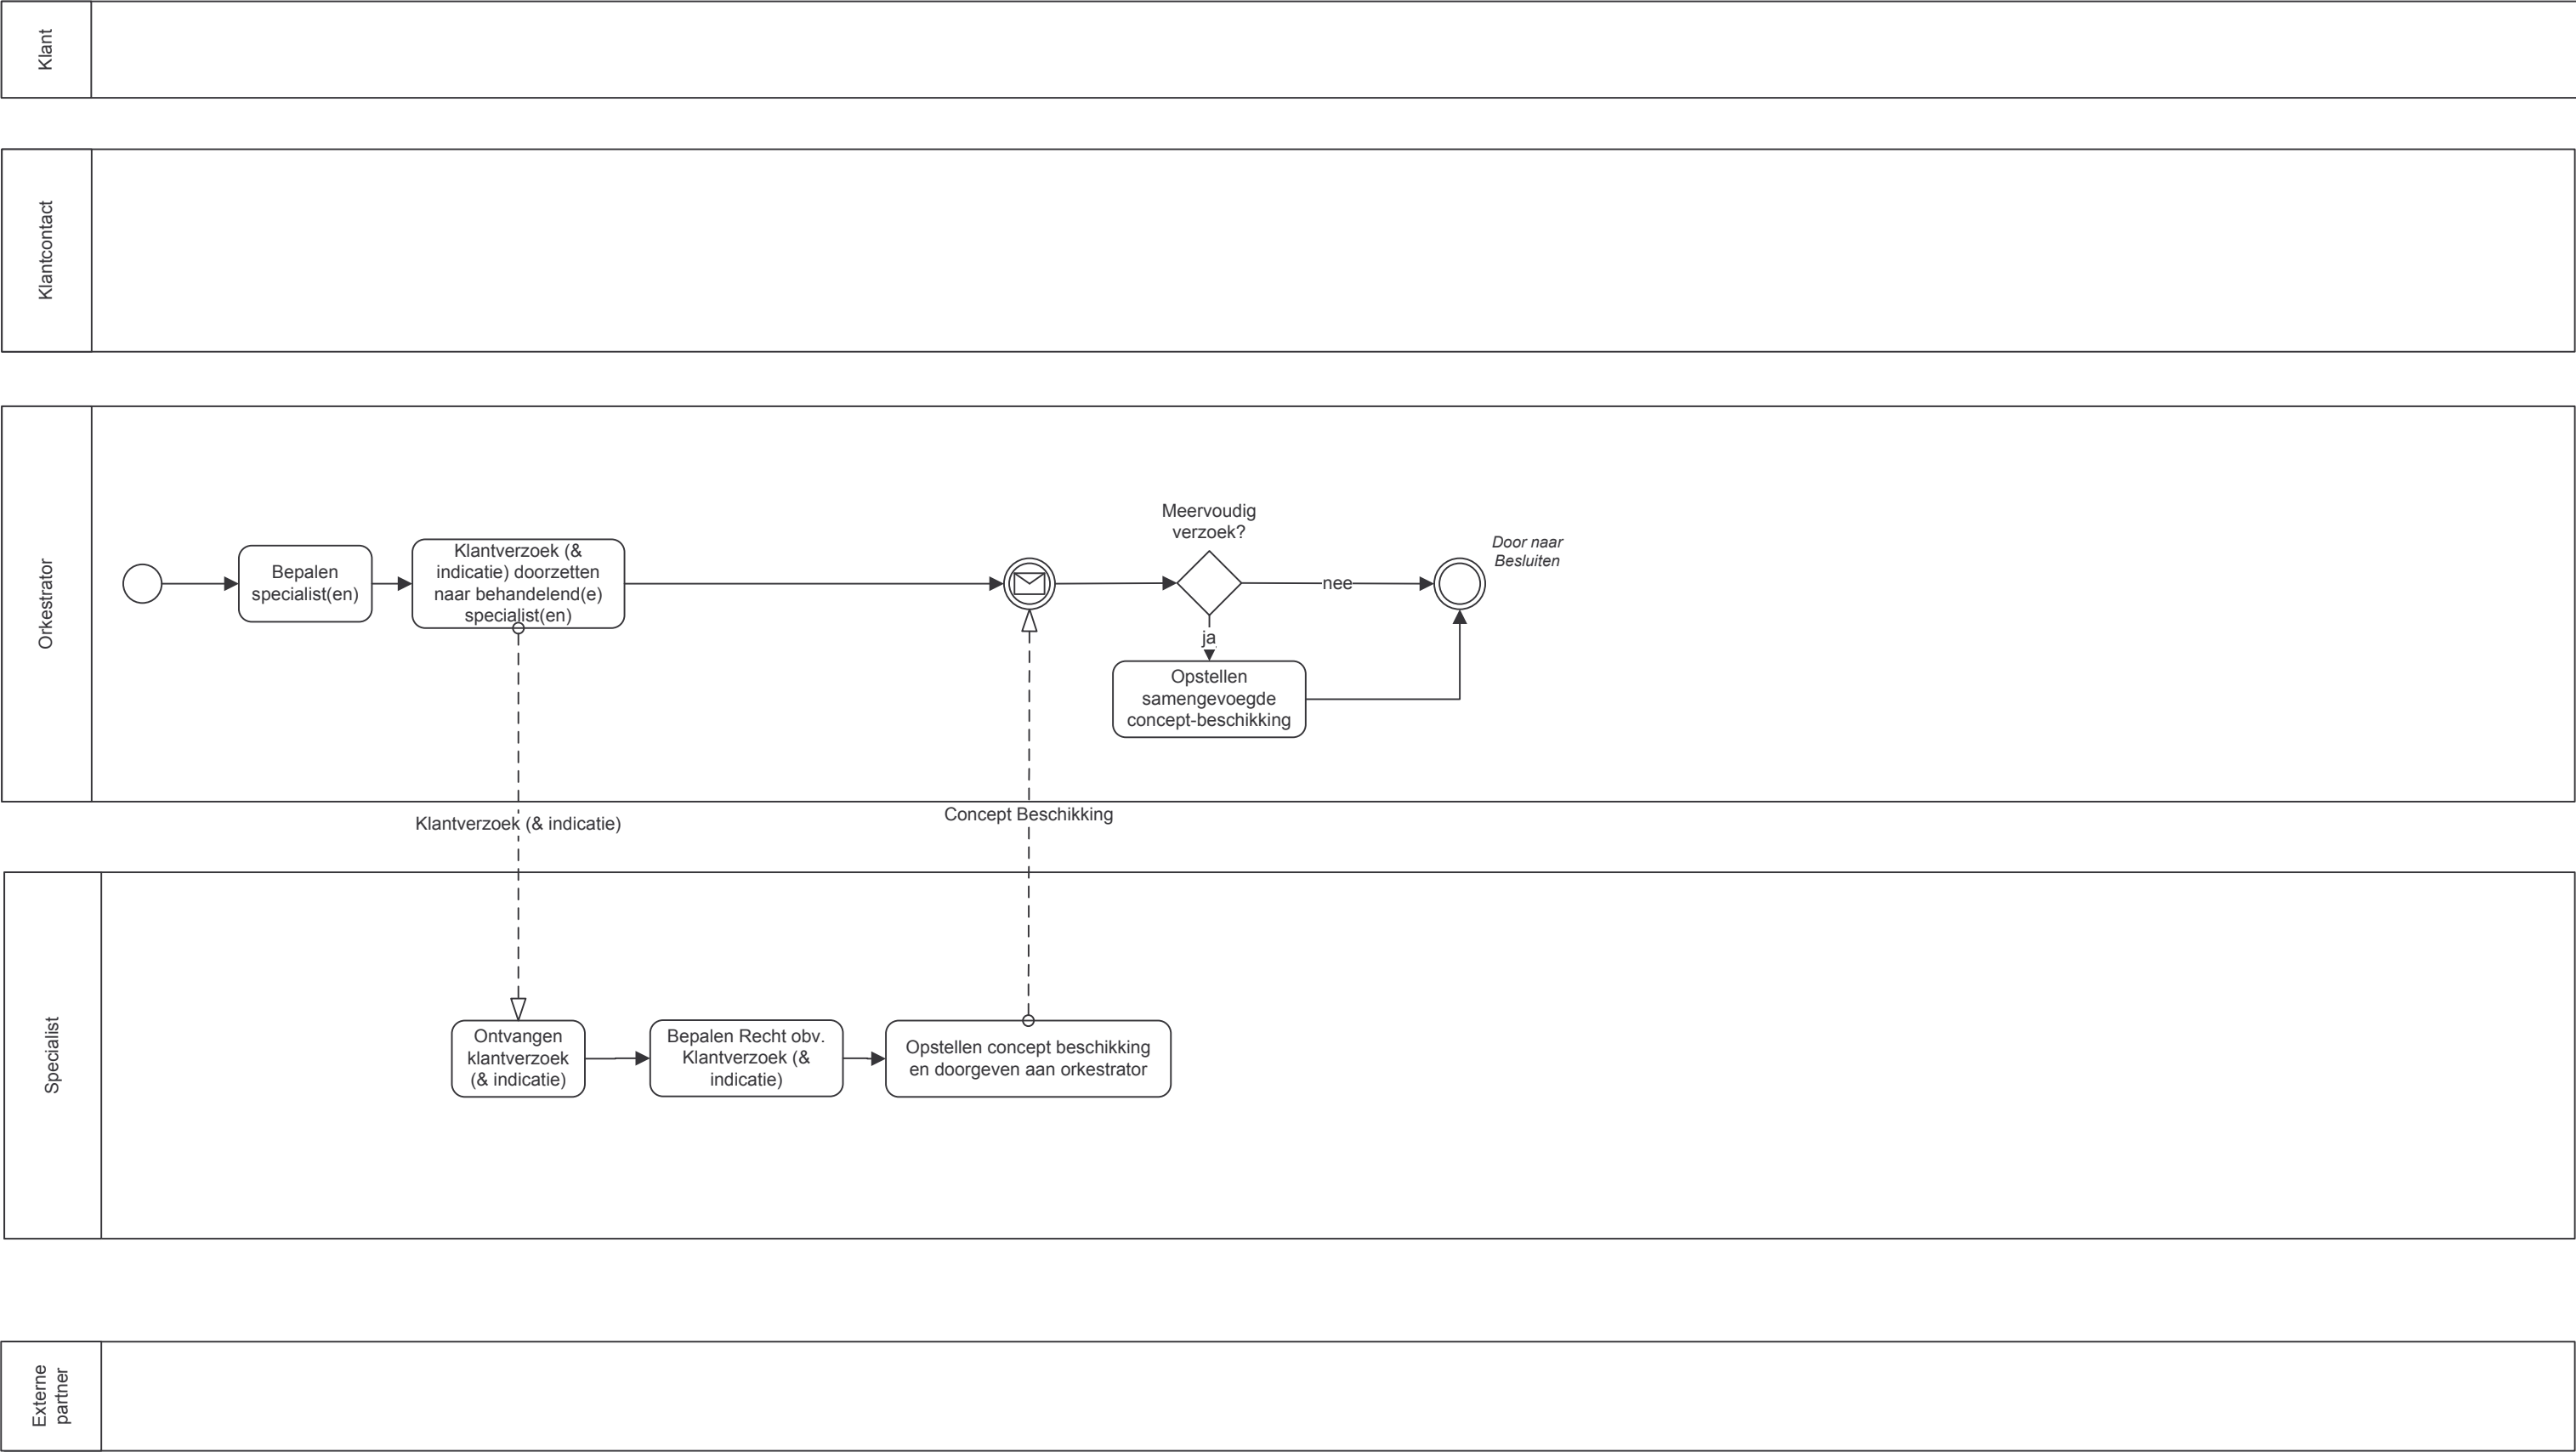 Klant
Klantcontact
Orkestrator
Bepalen
specialist(en)
Klantverzoek (&
indicatie) doorzetten
naar behandelend(e)
specialist(en)
Meervoudig
verzoek?
nee
ja
Door naar
Besluiten
Opstellen
samengevoegde
concept-beschikking
Klantverzoek (& indicatie)
Concept Beschikking
Specialist
Ontvangen
klantverzoek
(& indicatie)
Bepalen Recht obv.
Klantverzoek (&
indicatie)
Opstellen concept beschikking
en doorgeven aan orkestrator
Externe
partner